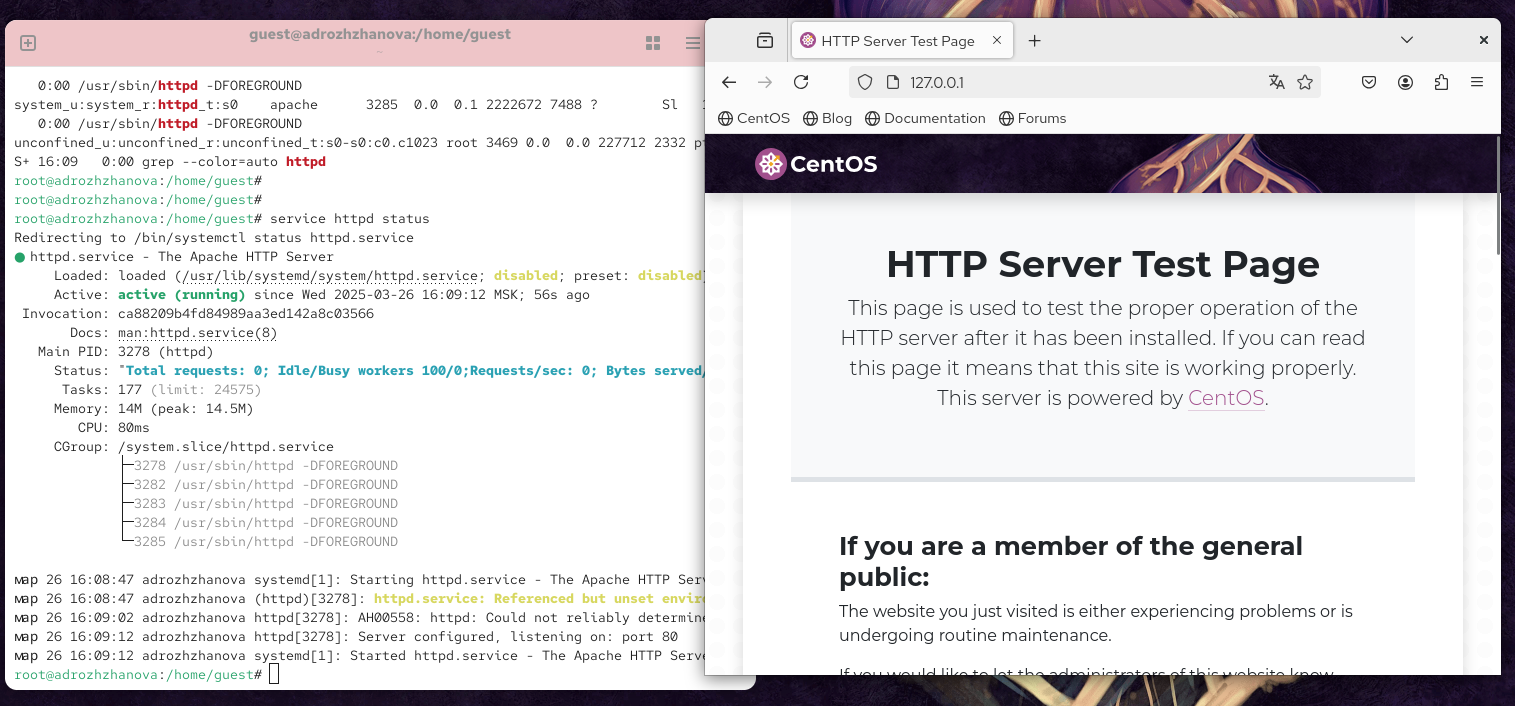 guest@adrozhzhanova:/home/guest
~
0:00 /usr/sbin/httpd -DFOREGROUND
system_u:system_r:httpd_t:s0 apache 3285 0.0 0.1 2222672 7488 ? Sl
0:00 /usr/sbin/httpd -DFOREGROUND
unconfined_u:unconfined_r:unconfined_t:s0-s0:c0.c1023 root 3469 0.0 0.0 227712 2332
S+ 16:09 0:00 grep --color=auto httpd
root@adrozhzhanova:/home/guest#
root@adrozhzhanova:/home/guest#
root@adrozhzhanova:/home/guest# service httpd status
Redirecting to /bin/systemctl status httpd.service
● httpd.service - The Apache HTTP Server
Loaded: loaded (/usr/lib/systemd/system/httpd.service; disabled; preset: disabled)
Active: active (running) since Wed 2025-03-26 16:09:12 MSK; 56s ago
Invocation: ca88209b4fd84989aa3ed142a8c03566
Docs: man:httpd.service(8)
Main PID: 3278 (httpd)
Status: "Total requests: 0; Idle/Busy workers 100/0;Requests/sec: 0; Bytes served/
Tasks: 177 (limit: 24575)
Memory: 14M (peak: 14.5M)
CPU: 80ms
CGroup: /system.slice/httpd.service
├─3278 /usr/sbin/httpd -DFOREGROUND
├─3282 /usr/sbin/httpd -DFOREGROUND
├─3283 /usr/sbin/httpd -DFOREGROUND
├─3284 /usr/sbin/httpd -DFOREGROUND
└─3285 /usr/sbin/httpd -DFOREGROUND
мар 26 16:08:47 adrozhzhanova systemd[1]: Starting httpd.service - The Apache HTTP Serv
мар 26 16:08:47 adrozhzhanova (httpd)[3278]: httpd.service: Referenced but unset enviro
мар 26 16:09:02 adrozhzhanova httpd[3278]: AH00558: httpd: Could not reliably determine
мар 26 16:09:12 adrozhzhanova httpd[3278]: Server configured, listening on: port 80
мар 26 16:09:12 adrozhzhanova systemd[1]: Started httpd.service - The Apache HTTP Serve
root@adrozhzhanova:/home/guest#
HTTP Server Test Page
127.0.0.1
CentOS Blog Documentation Forums
CentOS
HTTP Server Test Page
This page is used to test the proper operation of the
HTTP server after it has been installed. If you can read
this page it means that this site is working properly.
This server is powered by CentOS.
If you are a member of the general
public:
The website you just visited is either experiencing problems or is
undergoing routine maintenance.
If you would like to let the administrators of this website know